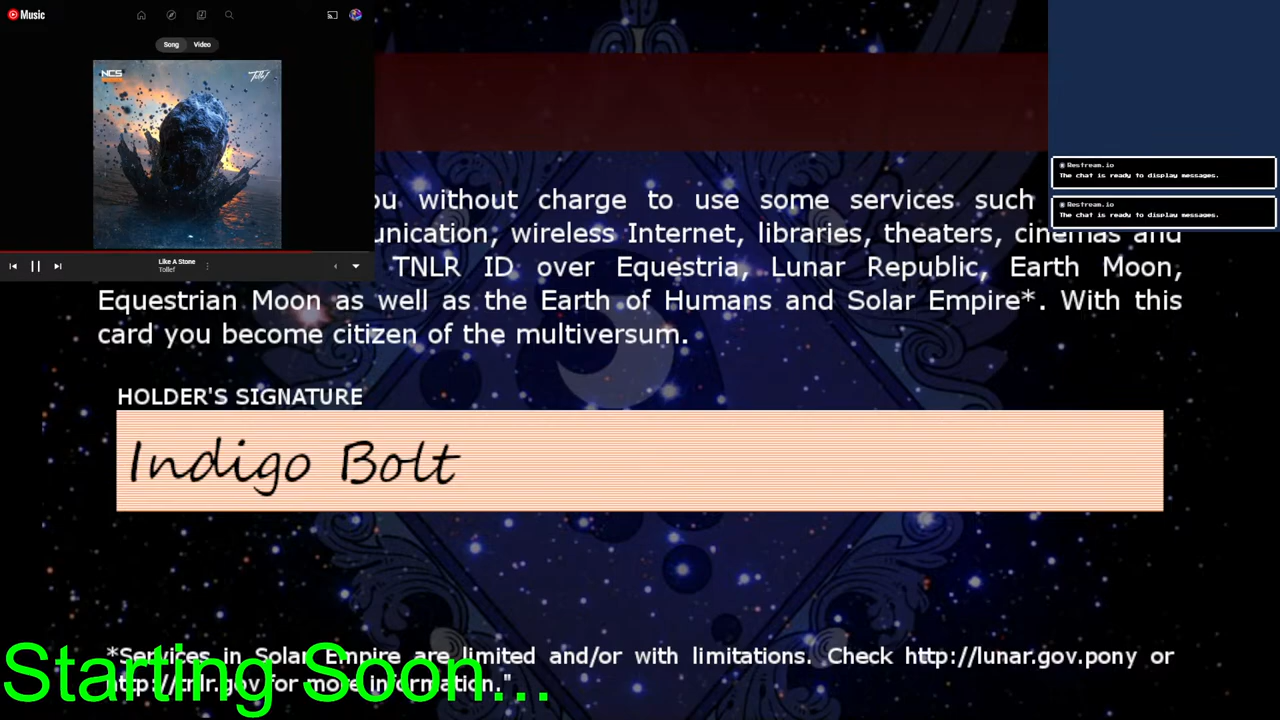 Music
Song Video
NCS
Tollef
Like A Stone
Tollef
Restream.io
The chat is ready to display messages.
Restream.io
The chat is ready to display messages.
without charge to use some services such
wireless Internet, libraries, theaters, cinemas and
TNLR ID over Equestria, Lunar Republic, Earth Moon,
Equestrian Moon as well as the Earth of Humans and Solar Empire*. With this
card you become citizen of the multiversum.
HOLDER'S SIGNATURE
Indigo Bolt
*Services in Solar Empire are limited and/or with limitations. Check http://lunar.gov.pony or
http://tnlr.gov for more information."
Starting Soon...